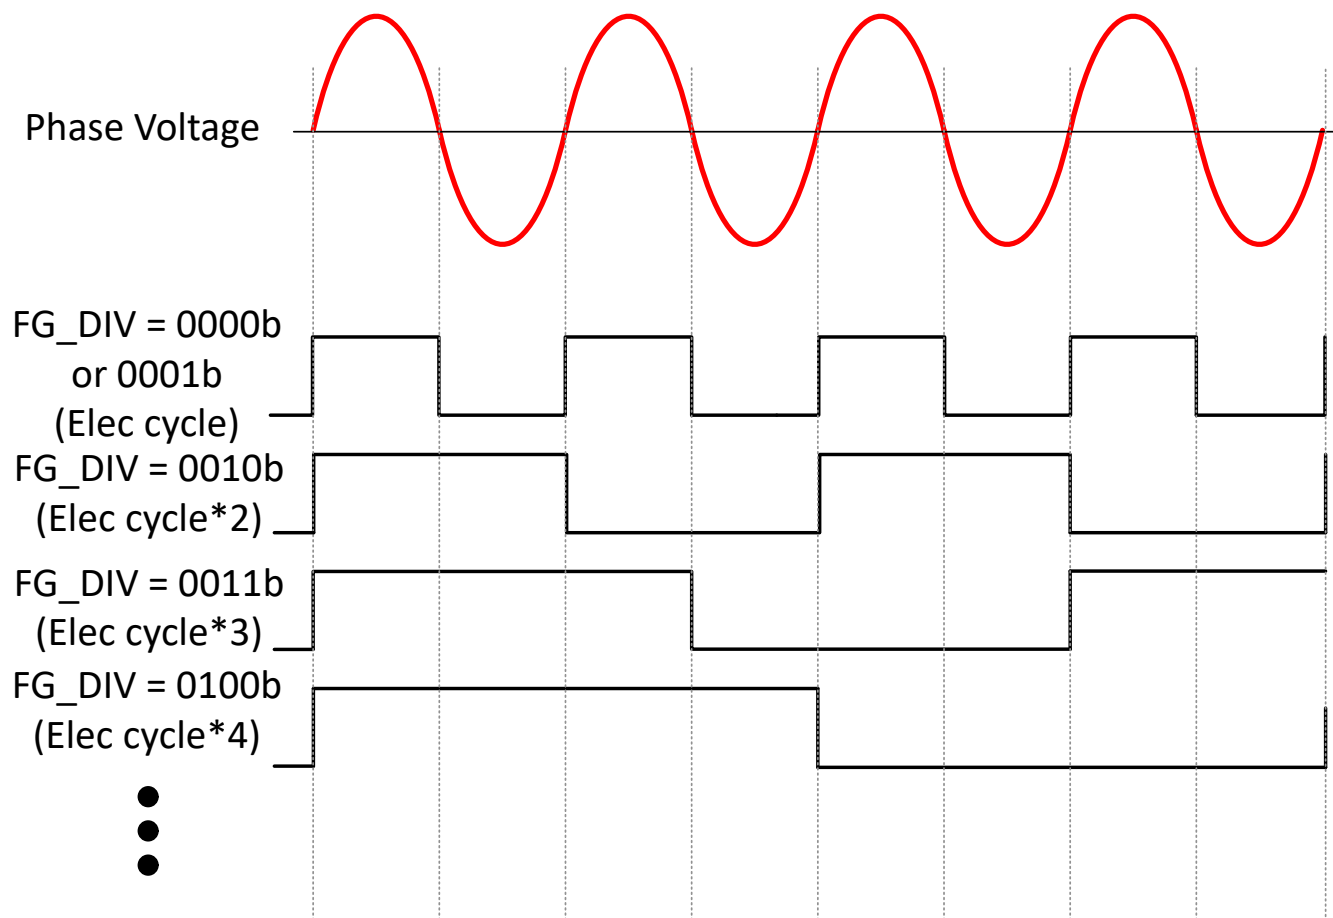 Phase Voltage
FG_DIV = 0000b
or 0001b
(Elec cycle)
FG_DIV = 0010b
(Elec cycle*2)
FG_DIV = 0011b
(Elec cycle*3)
FG_DIV = 0100b
(Elec cycle*4)